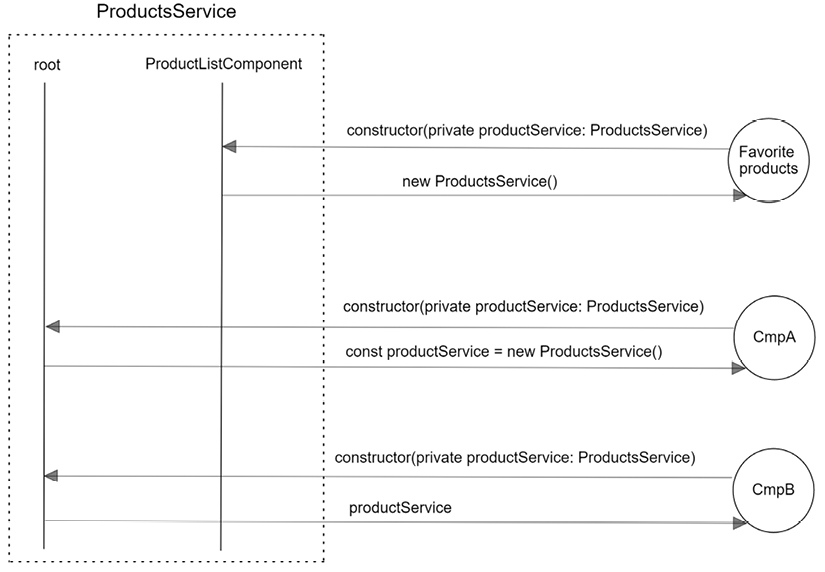 ProductsService
root
ProductListComponent
constructor(private productService: ProductsService)
Favorite
products
new ProductsService()
constructor(private productService: ProductsService)
CmpA
const productService = new ProductsService()
constructor(private productService: ProductsService)
CmpB
productService